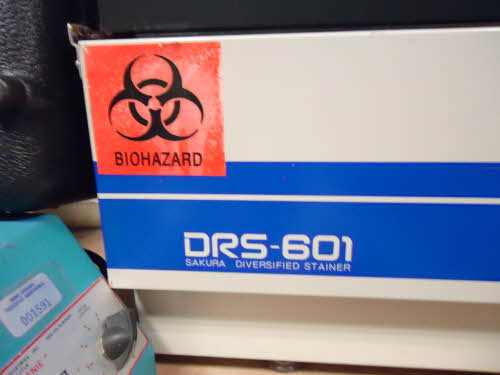 BIOHAZARD
DRS-601
SAKURA DIVERSIFIED STAINER
001591